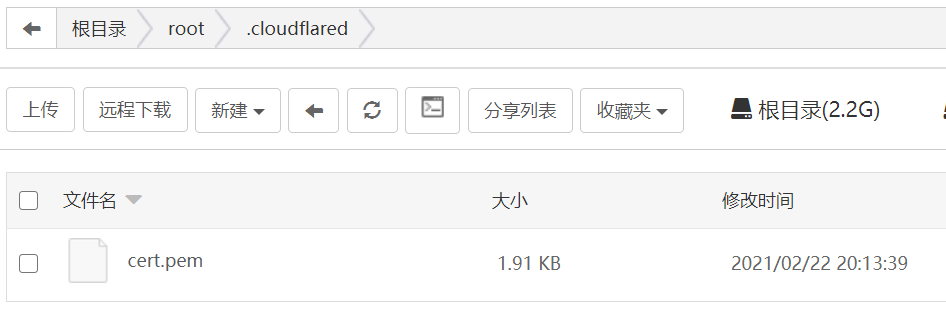 根目录 root .cloudflared
上传 远程下载 新建 分享列表 收藏夹 根目录(2.2G)
文件名 大小 修改时间
cert.pem 1.91 KB 2021/02/22 20:13:39